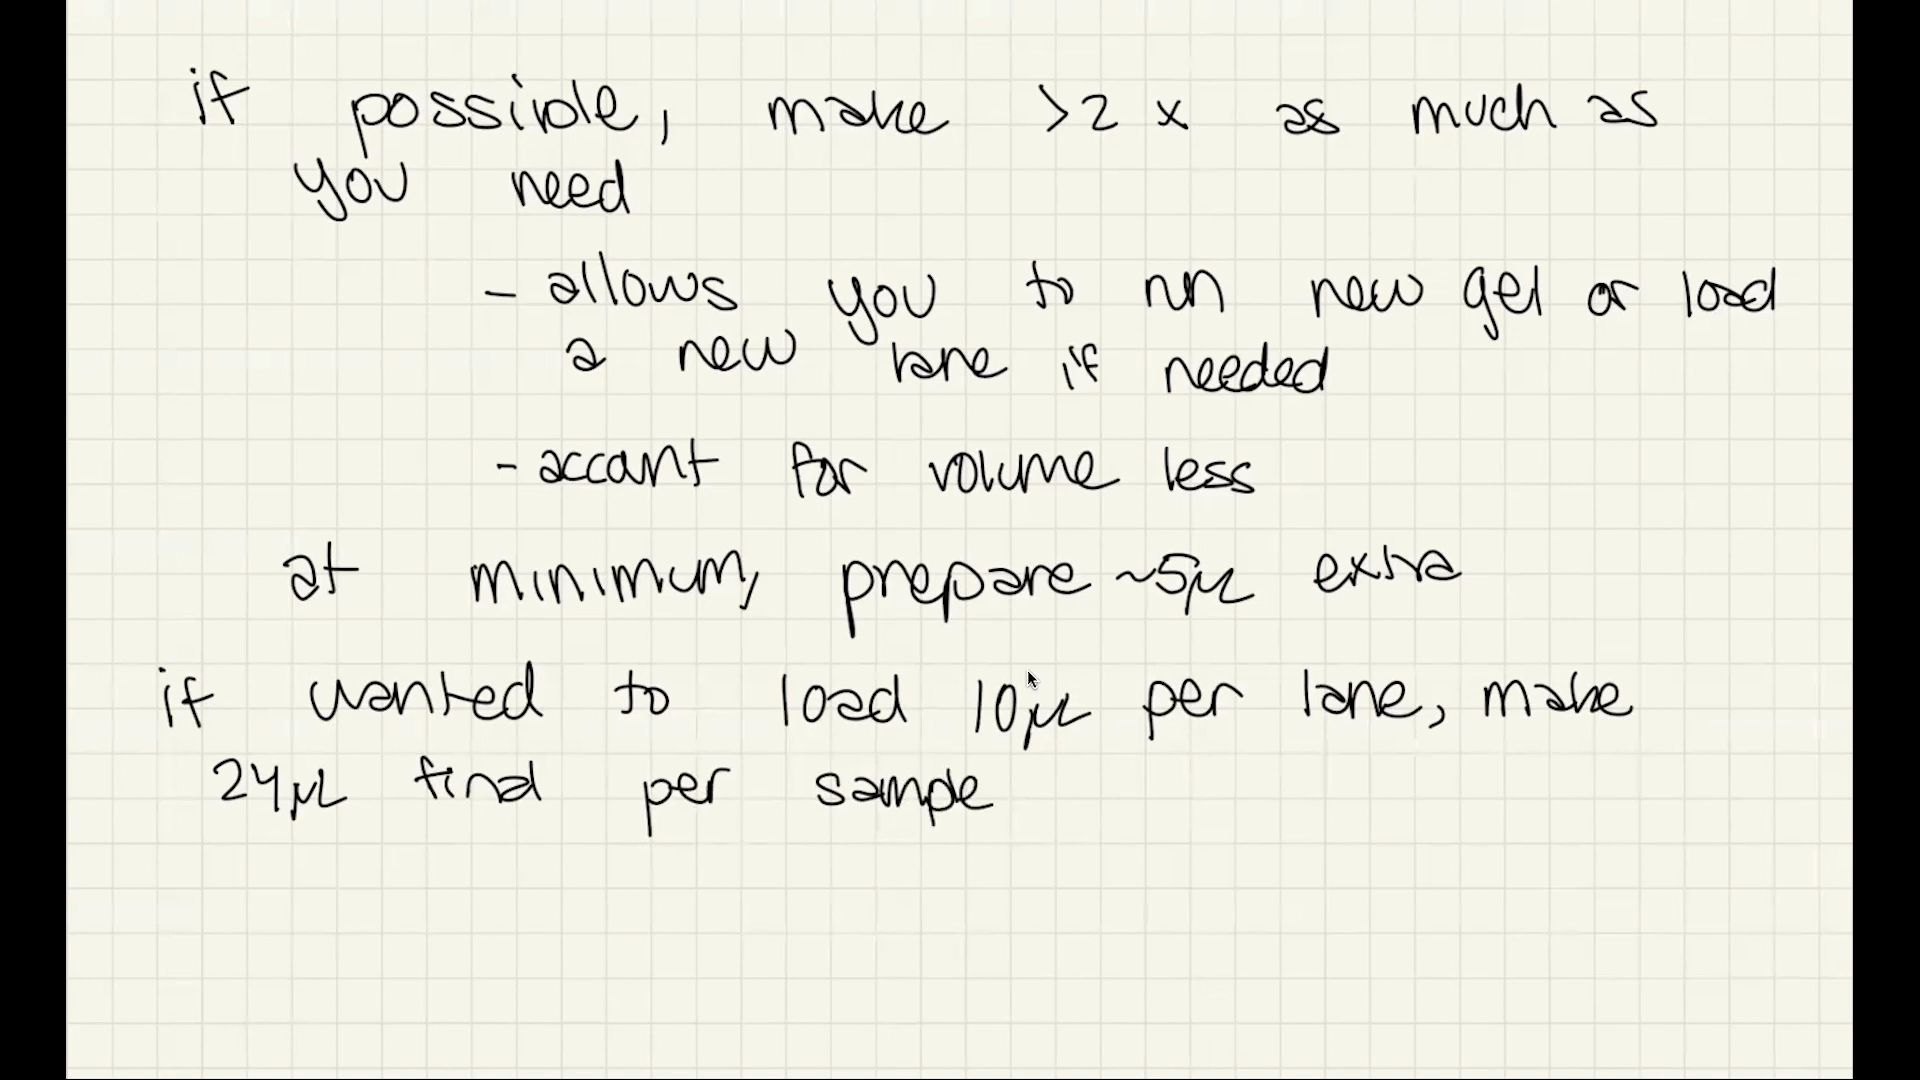 if possible, make >2 x as much as
you need
- allows you to run new gel or load
a new lane if needed
- account for volume less
at minimum, prepare ~5μL extra
if wanted to load 10μL per lane, make
24μL final per sample